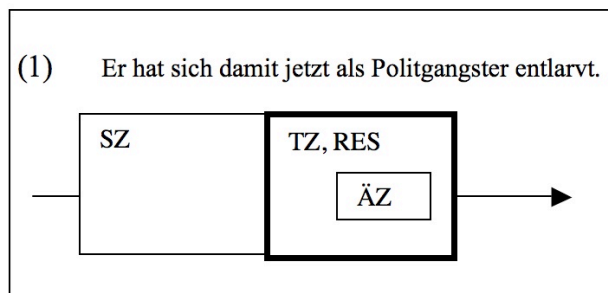 (1) Er hat sich damit jetzt als Politgangster entlarvt.
SZ
TZ, RES
ÄZ